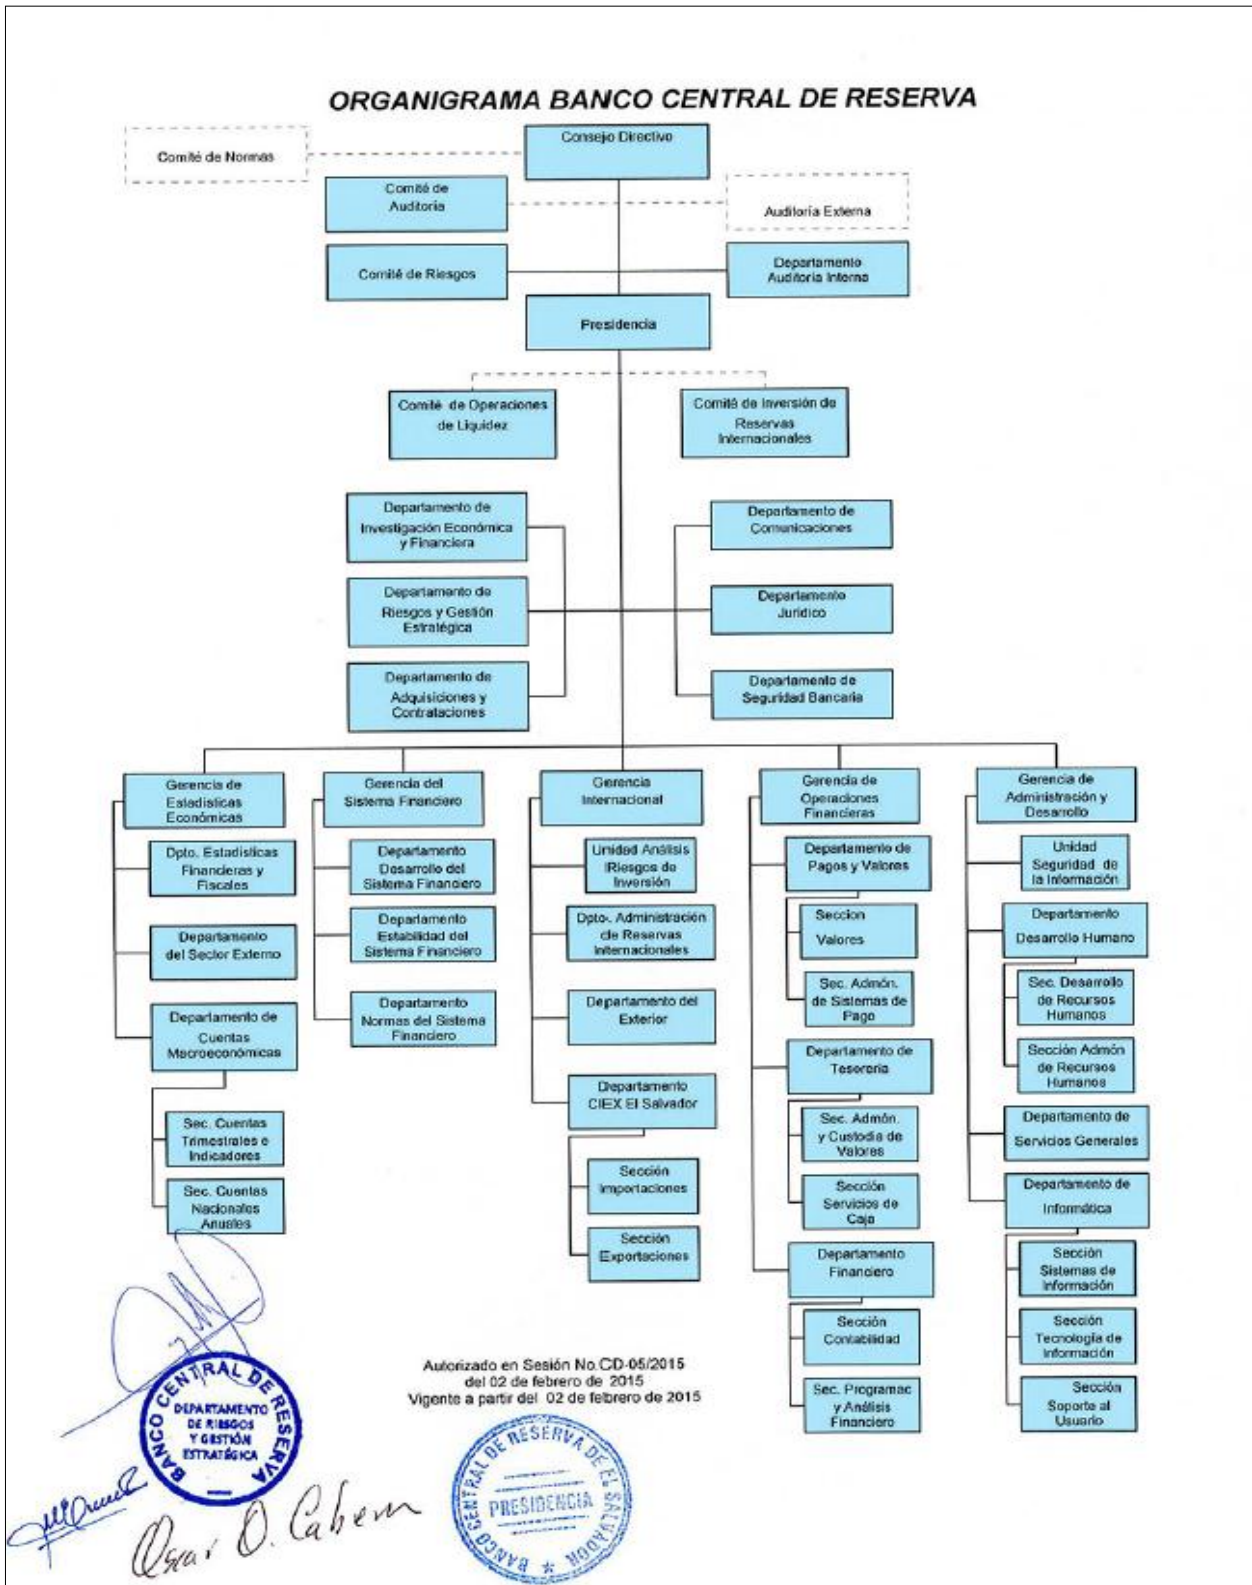 ORGANIGRAMA BANCO CENTRAL DE RESERVA
Consejo Directivo
Comité de Normas
Comité de
Auditoría
Auditoría Externa
Comité de Riesgos
Departamento
Auditoría Interna
Presidencia
Comité de Operaciones
de Liquidez
Comité de Inversión de
Reservas
Internacionales
Departamento de
Investigación Económica
y Financiera
Departamento de
Comunicaciones
Departamento de
Riesgos y Gestión
Estratégica
Departamento
Jurídico
Departamento de
Adquisiciones y
Contrataciones
Departamento de
Seguridad Bancaria
Gerencia de
Estadísticas
Económicas
Dpto. Estadísticas
Financieras y
Fiscales
Departamento
del Sector Externo
Departamento de
Cuentas
Macroeconómicas
Sec. Cuentas
Trimestrales e
Indicadores
Sec. Cuentas
Nacionales
Anuales
Gerencia del
Sistema Financiero
Departamento
Desarrollo del
Sistema Financiero
Departamento
Estabilidad del
Sistema Financiero
Departamento
Normas del Sistema
Financiero
Gerencia
Internacional
Unidad Análisis
Riesgos de
Inversión
Dpto. Administración
de Reservas
Internacionales
Departamento del
Exterior
Departamento
CIEX El Salvador
Sección
Importaciones
Sección
Exportaciones
Gerencia de
Operaciones
Financieras
Departamento de
Pagos y Valores
Seccion
Valores
Sec. Admón.
de Sistemas de
Pago
Departamento de
Tesorería
Sec. Admón.
y Custodia de
Valores
Sección
Servicios de
Caja
Departamento
Financiero
Sección
Contabilidad
Sec. Programac
y Análisis
Financiero
Gerencia de
Administración y
Desarrollo
Unidad
Seguridad de
la Información
Departamento
Desarrollo Humano
Sec. Desarrollo
de Recursos
Humanos
Sección Admón
de Recursos
Humanos
Departamento de
Servicios Generales
Departamento de
Informática
Sección
Sistemas de
Información
Sección
Tecnología de
Información
Sección
Soporte al
Usuario
Autorizado en Sesión No.CD-05/2015
del 02 de febrero de 2015
Vigente a partir del 02 de febrero de 2015
BANCO CENTRAL DE RESERVA
DEPARTAMENTO
DE RIESGOS
Y GESTIÓN
ESTRATÉGICA
BANCO CENTRAL DE RESERVA DE EL SALVADOR
PRESIDENCIA
Oscar O.